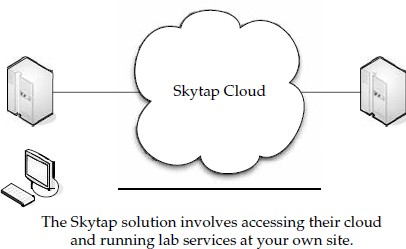 Skytap Cloud
The Skytap solution involves accessing their cloud
and running lab services at your own site.